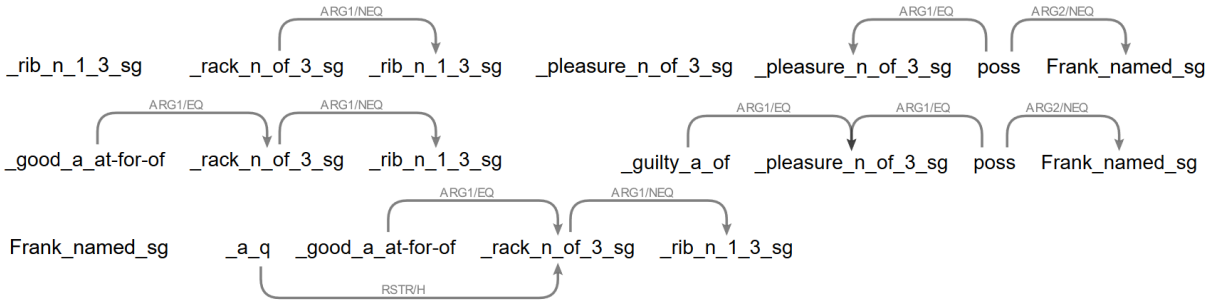 ARG1/NEQ ARG1/EQ ARG2/NEQ
_rib_n_1_3_sg _rack_n_of_3_sg _rib_n_1_3_sg _pleasure_n_of_3_sg _pleasure_n_of_3_sg poss Frank_named_sg
ARG1/EQ ARG1/NEQ ARG1/EQ ARG1/EQ ARG2/NEQ
_good_a_at-for-of _rack_n_of_3_sg _rib_n_1_3_sg _guilty_a_of _pleasure_n_of_3_sg poss Frank_named_sg
ARG1/EQ ARG1/NEQ
Frank_named_sg _a_q _good_a_at-for-of _rack_n_of_3_sg _rib_n_1_3_sg
RSTR/H